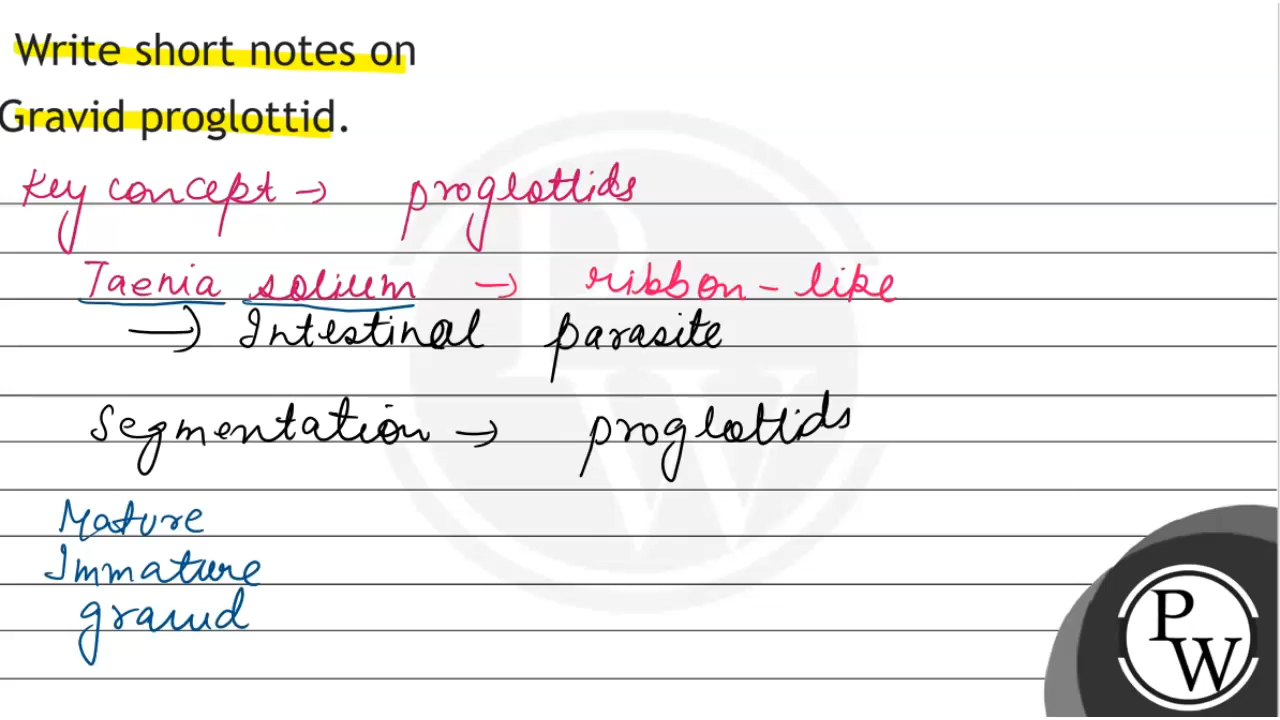 Write short notes on
Gravid proglottid.
Key concept → proglottids
Taenia solium → ribbon-like
→ Intestinal parasite
Segmentation → proglottids
Mature
Immature
gravid
P
W
P
W